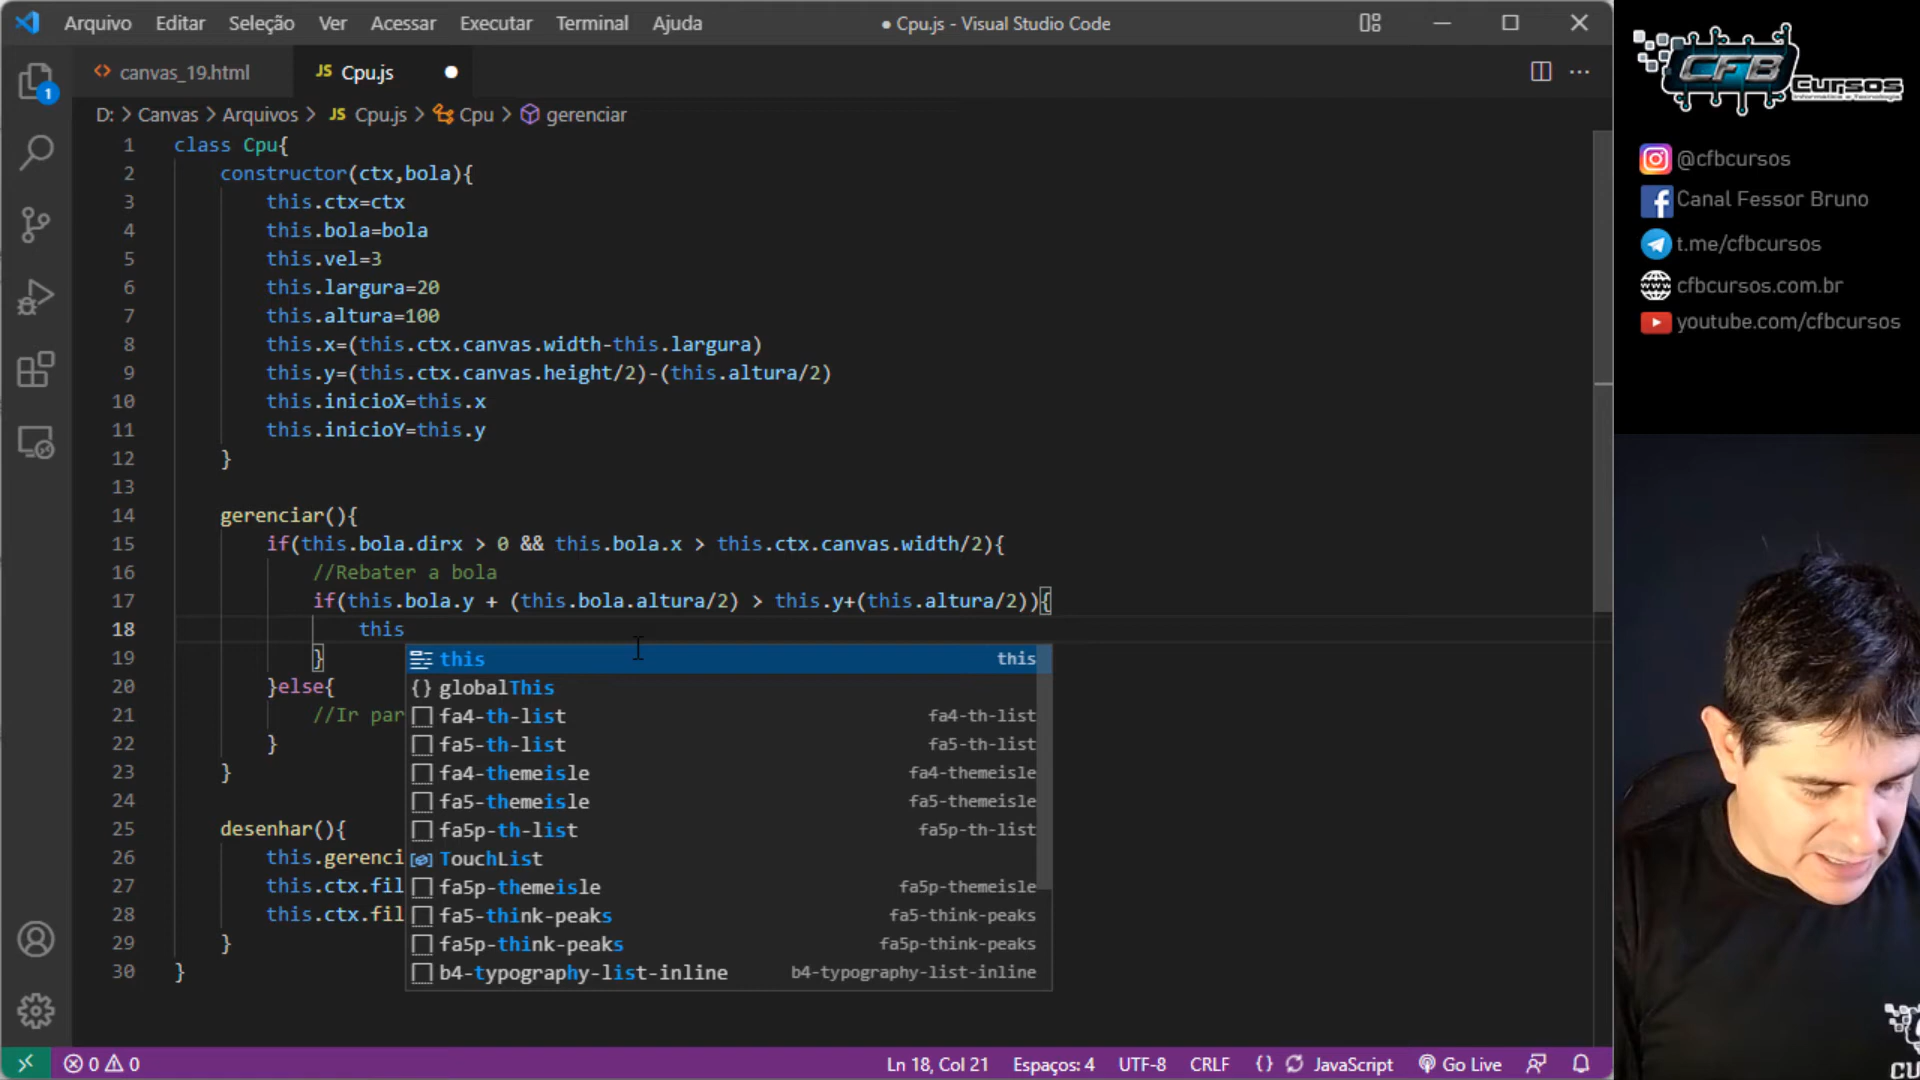 Arquivo Editar Seleção Ver Acessar Executar Terminal Ajuda ● Cpu.js - Visual Studio Code
canvas_19.html JS Cpu.js
D: > Canvas > Arquivos > JS Cpu.js > Cpu > gerenciar
1 class Cpu{
2 constructor(ctx,bola){
3 this.ctx=ctx
4 this.bola=bola
5 this.vel=3
6 this.largura=20
7 this.altura=100
8 this.x=(this.ctx.canvas.width-this.largura)
9 this.y=(this.ctx.canvas.height/2)-(this.altura/2)
10 this.inicioX=this.x
11 this.inicioY=this.y
12 }
13
14 gerenciar(){
15 if(this.bola.dirx > 0 && this.bola.x > this.ctx.canvas.width/2){
16 //Rebater a bola
17 if(this.bola.y + (this.bola.altura/2) > this.y+(this.altura/2)){
18 this
19 }
20 }else{
21 //Ir par
22 }
23 }
24
25 desenhar(){
26 this.gerenci
27 this.ctx.fil
28 this.ctx.fil
29 }
30 }
this this
{} globalThis
fa4-th-list fa4-th-list
fa5-th-list fa5-th-list
fa4-themeisle fa4-themeisle
fa5-themeisle fa5-themeisle
fa5p-th-list fa5p-th-list
TouchList
fa5p-themeisle fa5p-themeisle
fa5-think-peaks fa5-think-peaks
fa5p-think-peaks fa5p-think-peaks
b4-typography-list-inline b4-typography-list-inline
1
0 0 Ln 18, Col 21 Espaços: 4 UTF-8 CRLF {} JavaScript Go Live
CFB Cursos
@cfbcursos
Canal Fessor Bruno
t.me/cfbcursos
cfbcursos.com.br
youtube.com/cfbcursos